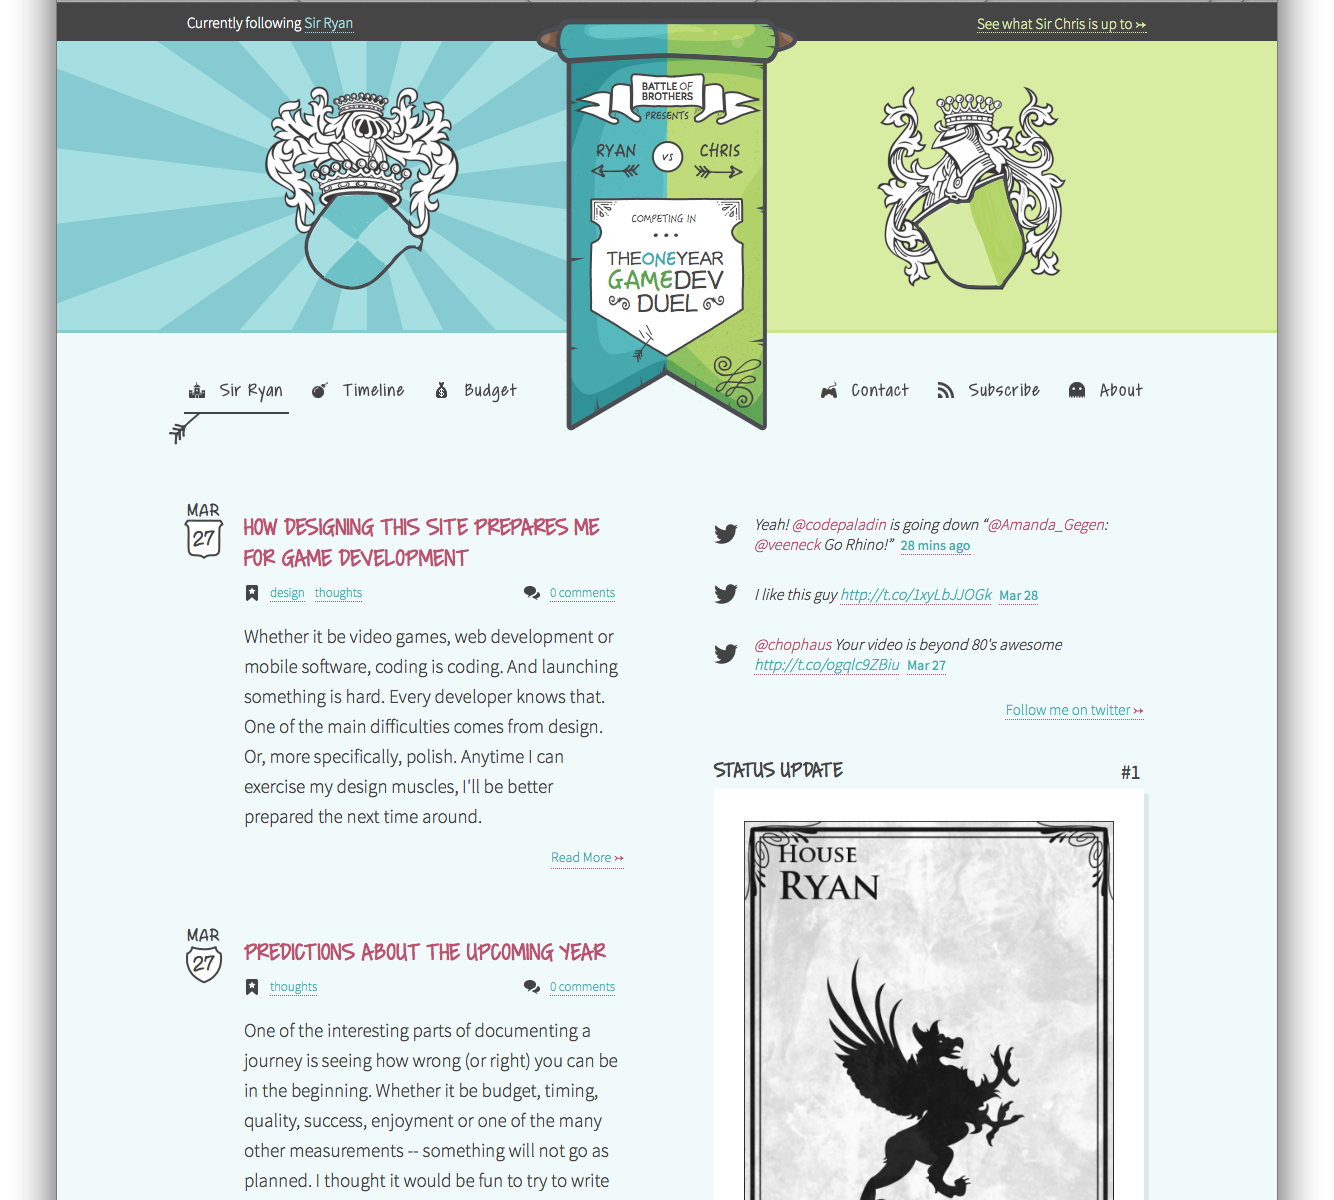 Currently following Sir Ryan
See what Sir Chris is up to ↣
BATTLE OF
BROTHERS
PRESENTS
RYAN VS CHRIS
COMPETING IN
THEONEYEAR
GAMEDEV
DUEL
Sir Ryan
Timeline
Budget
Contact
Subscribe
About
MAR
27
HOW DESIGNING THIS SITE PREPARES ME
FOR GAME DEVELOPMENT
design thoughts
0 comments
Whether it be video games, web development or
mobile software, coding is coding. And launching
something is hard. Every developer knows that.
One of the main difficulties comes from design.
Or, more specifically, polish. Anytime I can
exercise my design muscles, I'll be better
prepared the next time around.
Read More ↣
MAR
27
PREDICTIONS ABOUT THE UPCOMING YEAR
thoughts
0 comments
One of the interesting parts of documenting a
journey is seeing how wrong (or right) you can be
in the beginning. Whether it be budget, timing,
quality, success, enjoyment or one of the many
other measurements -- something will not go as
planned. I thought it would be fun to try to write
Yeah! @codepaladin is going down “@Amanda_Gegen:
@veeneck Go Rhino!” 28 mins ago
I like this guy http://t.co/1xyLbJJOGk Mar 28
@chophaus Your video is beyond 80's awesome
http://t.co/ogqlc9ZBiu Mar 27
Follow me on twitter ↣
STATUS UPDATE
#1
HOUSE
RYAN